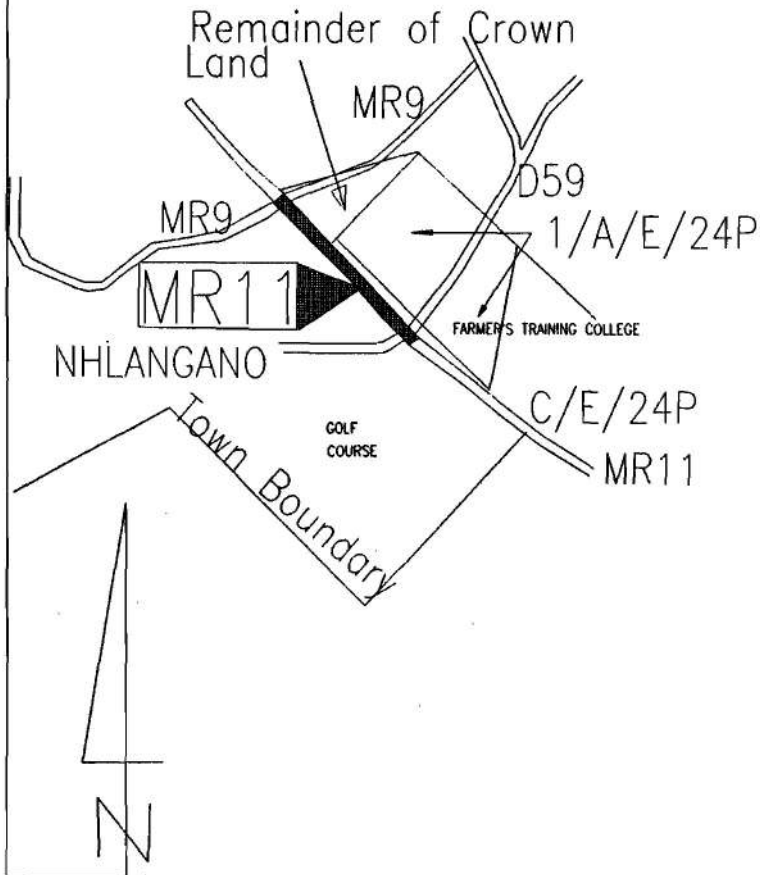 Remainder of Crown
Land
MR9
D59
MR9
1/A/E/24P
MR11
FARMER'S TRAINING COLLEGE
NHLANGANO
C/E/24P
GOLF
COURSE
MR11
Town Boundary
N